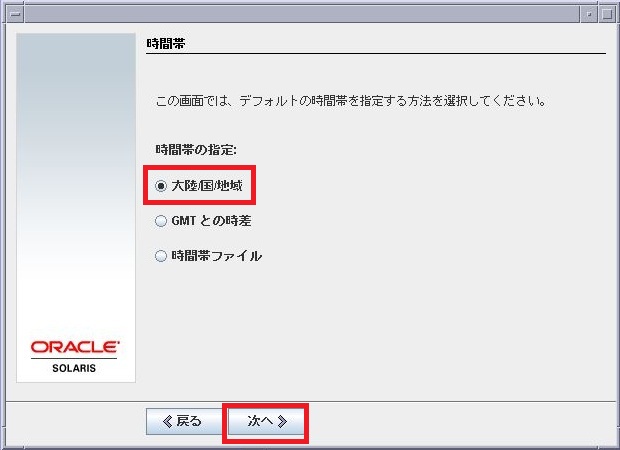 時間帯
この画面では、デフォルトの時間帯を指定する方法を選択してください。
時間帯の指定:
大陸/国/地域
GMT との時差
時間帯ファイル
ORACLE
SOLARIS
戻る
次へ